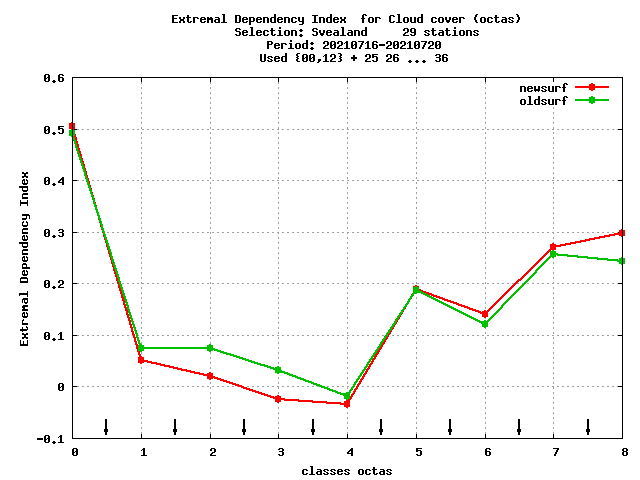 Extremal Dependency Index for Cloud cover (octas)
Selection: Svealand 29 stations
Period: 20210716-20210720
Used {00,12} + 25 26 ... 36
newsurf
oldsurf
0.6
0.5
0.4
0.3
0.2
0.1
0
-0.1
Extremal Dependency Index
0 1 2 3 4 5 6 7 8
classes octas